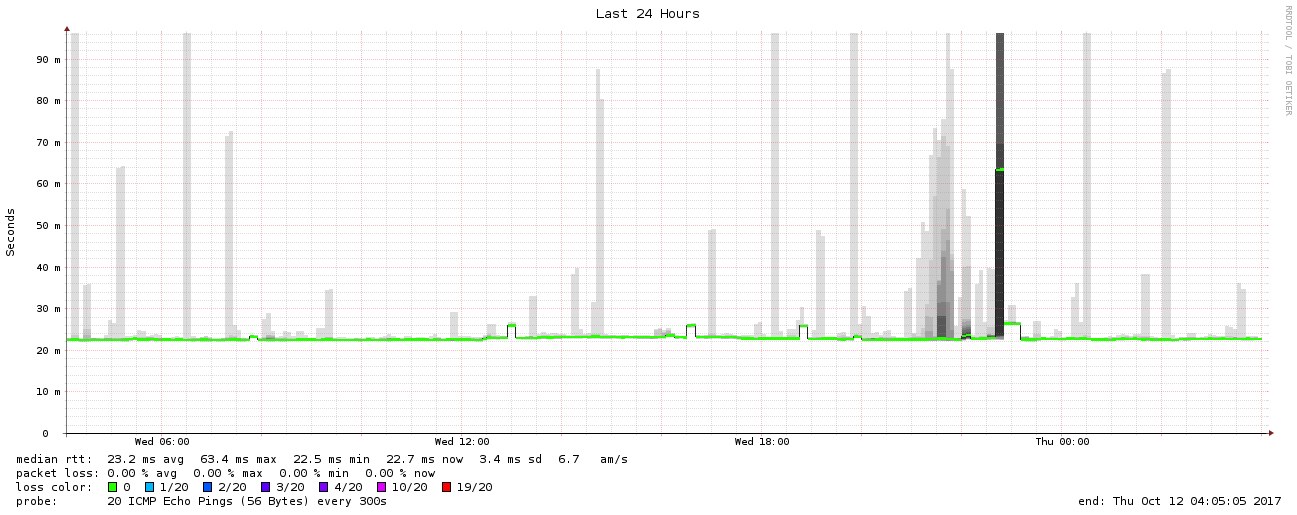 Last 24 Hours
RRDTOOL / TOBI OETIKER
Seconds
90 m
80 m
70 m
60 m
50 m
40 m
30 m
20 m
10 m
0
Wed 06:00 Wed 12:00 Wed 18:00 Thu 00:00
median rtt: 23.2 ms avg 63.4 ms max 22.5 ms min 22.7 ms now 3.4 ms sd 6.7 am/s
packet loss: 0.00 % avg 0.00 % max 0.00 % min 0.00 % now
loss color: 0 1/20 2/20 3/20 4/20 10/20 19/20
probe: 20 ICMP Echo Pings (56 Bytes) every 300s end: Thu Oct 12 04:05:05 2017